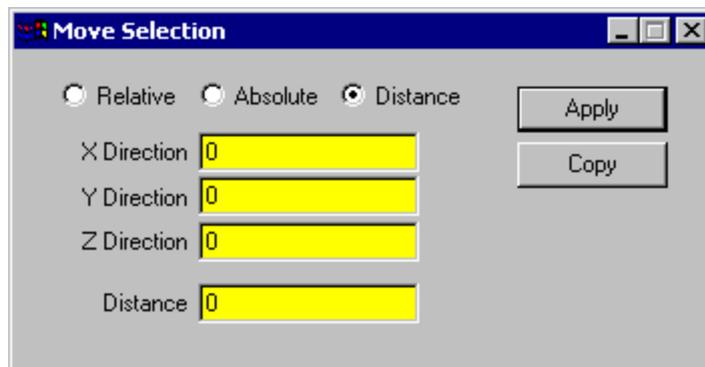 Move Selection
Relative Absolute Distance
Apply
X Direction 0
Copy
Y Direction 0
Z Direction 0
Distance 0